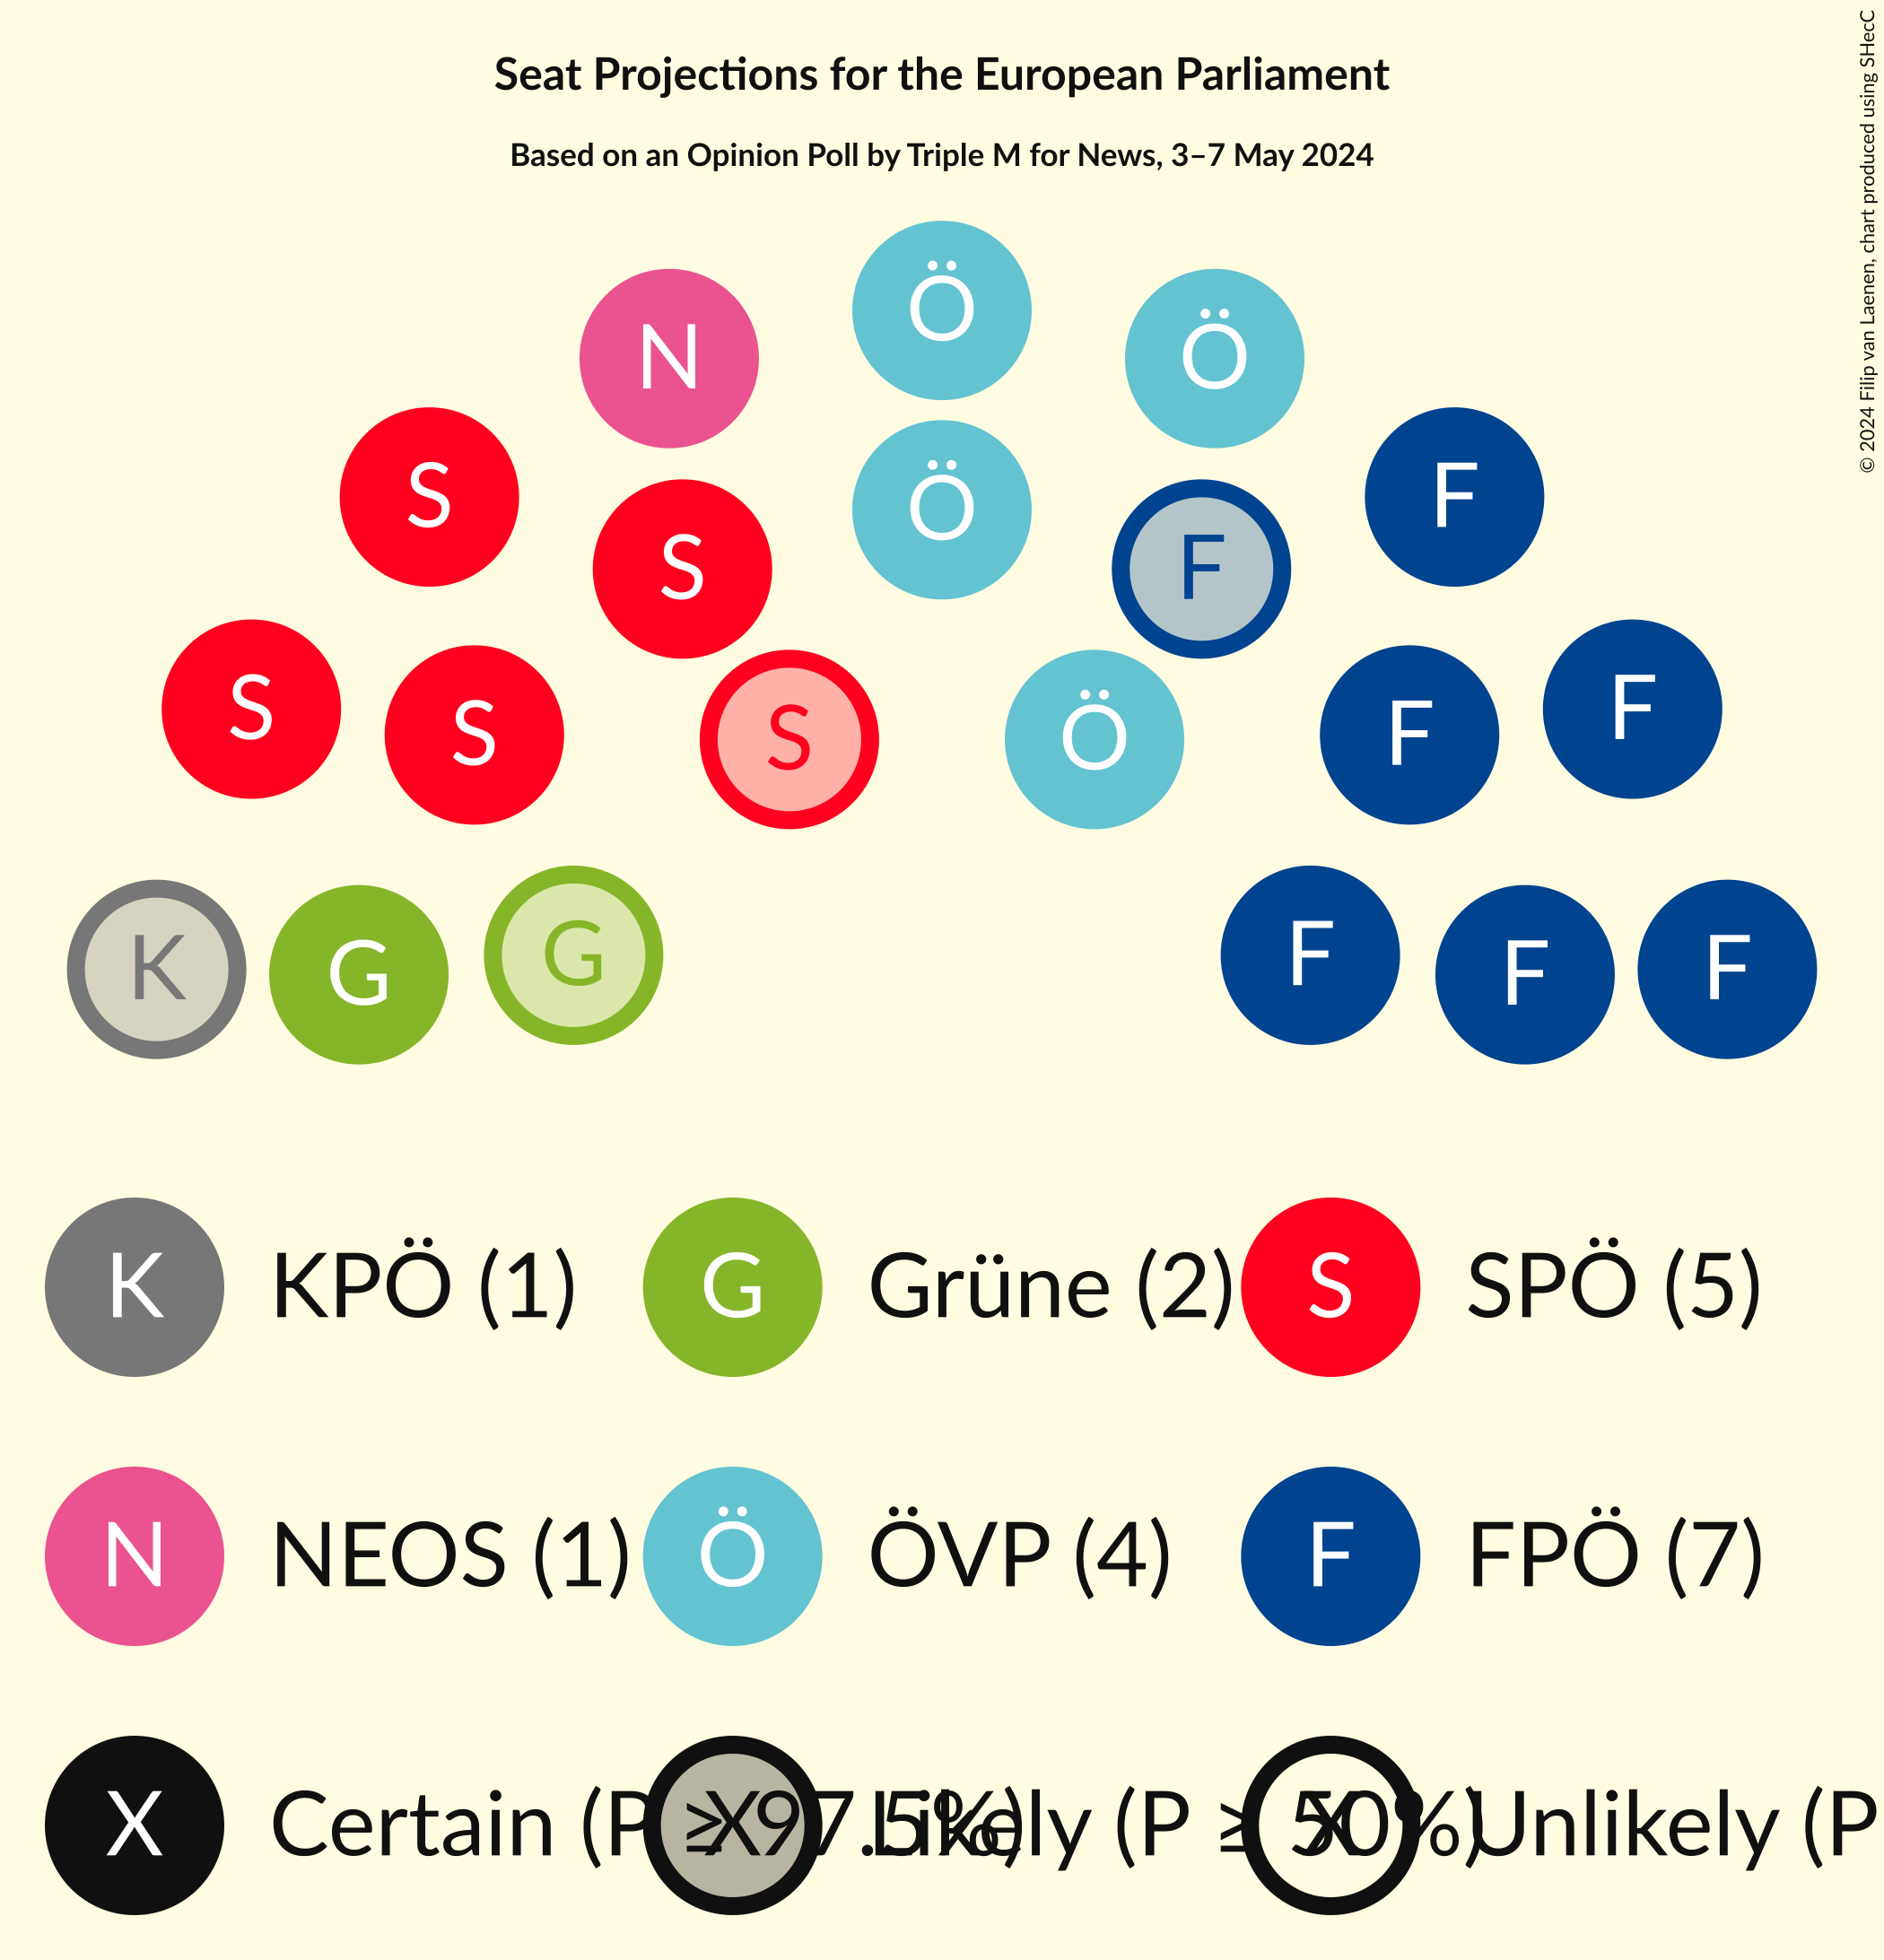 Seat Projections for the European Parliament
Based on an Opinion Poll by Triple M for News, 3–7 May 2024
© 2024 Filip van Laenen, chart produced using SHecC
Ö
N Ö
S Ö F
S F
S S S Ö F F
K G G F F F
K KPÖ (1) G Grüne (2) S SPÖ (5)
N NEOS (1) Ö ÖVP (4) F FPÖ (7)
X Certain (P ≥ 97.5%) X Likely (P ≥ 50%) X Unlikely (P